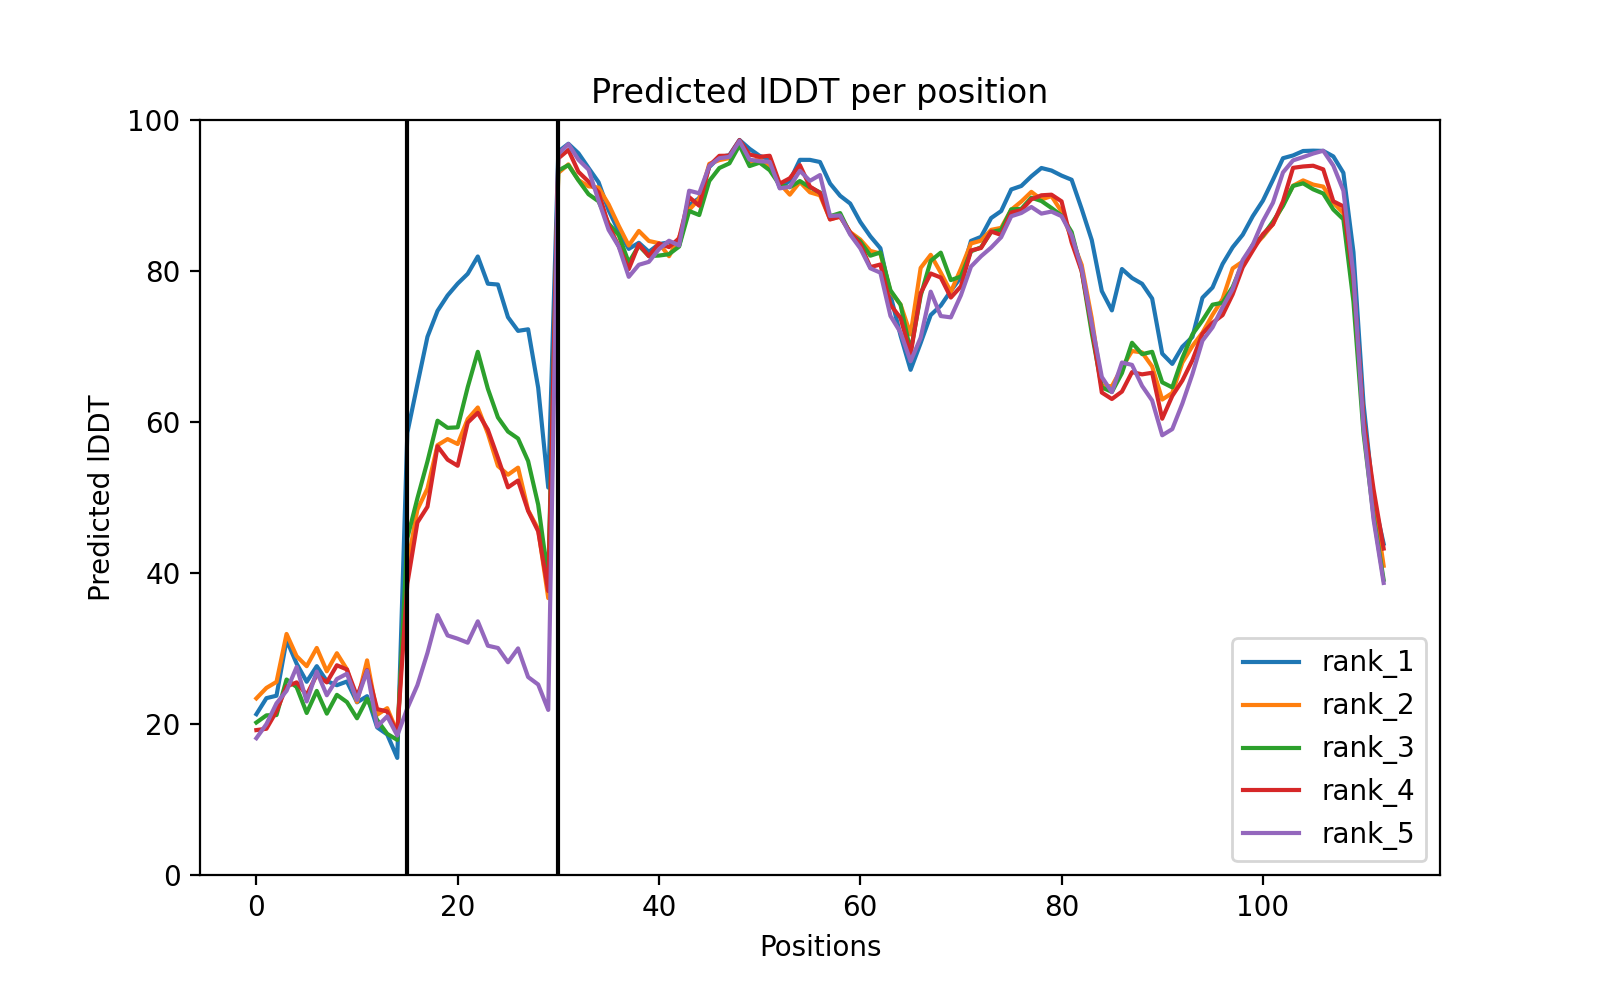 Predicted lDDT per position
100
80
60
40
20
0
Predicted lDDT
0 20 40 60 80 100
Positions
rank_1
rank_2
rank_3
rank_4
rank_5